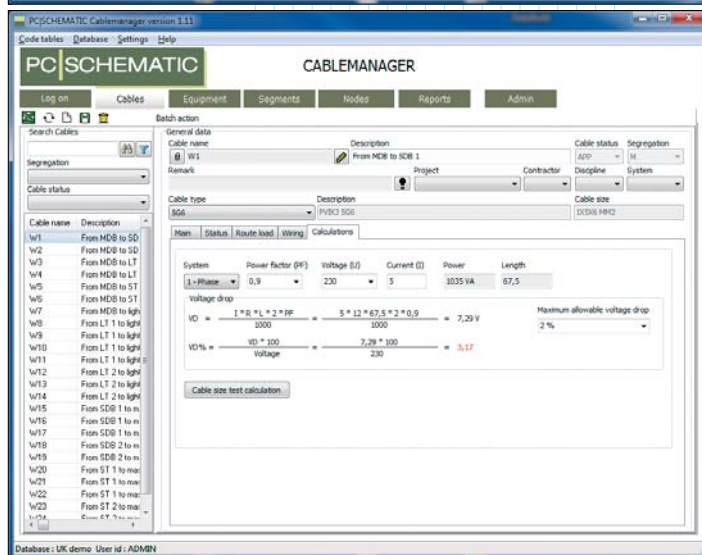 PC|SCHEMATIC Cablemanager version 1.11
Code tables Database Settings Help
PC|SCHEMATIC CABLEMANAGER
Log on Cables Equipment Segments Nodes Reports Admin
Batch action
Search Cables
General data
Cable name Description Cable status Segregation
W1 From MDB to SDB 1 APP M
Segregation
Remark Project Contractor Discipline System
Cable status
Cable type Description Cable size
5G6 PVIKJ 5G6 1X5X6 MM2
Cable name Description
Main Status Route load Wiring Calculations
W1 From MDB to SD
W2 From MDB to SD
W3 From MDB to LT
W4 From MDB to LT
W5 From MDB to ST
W6 From MDB to ST
W7 From MDB to ligh
W8 From LT 1 to light
W9 From LT 1 to light
W10 From LT 1 to light
W11 From LT 1 to light
W12 From LT 2 to light
W13 From LT 2 to light
W14 From LT 2 to light
W15 From SDB 1 to m
W16 From SDB 1 to m
W17 From SDB 1 to m
W18 From SDB 2 to m
W19 From SDB 2 to m
W20 From ST 1 to mac
W21 From ST 1 to mac
W22 From ST 1 to mac
W23 From ST 2 to mac
System Power factor (PF) Voltage (U) Current (I) Power Length
1 - Phase 0,9 230 5 1035 VA 67,5
Voltage drop
VD = I * R * L * 2 * PF = 5 * 12 * 67,5 * 2 * 0,9 = 7,29 V
1000 1000
VD% = VD * 100 = 7,29 * 100 = 3,17
Voltage 230
Maximum allowable voltage drop
2 %
Cable size test calculation
Database : UK demo User id : ADMIN